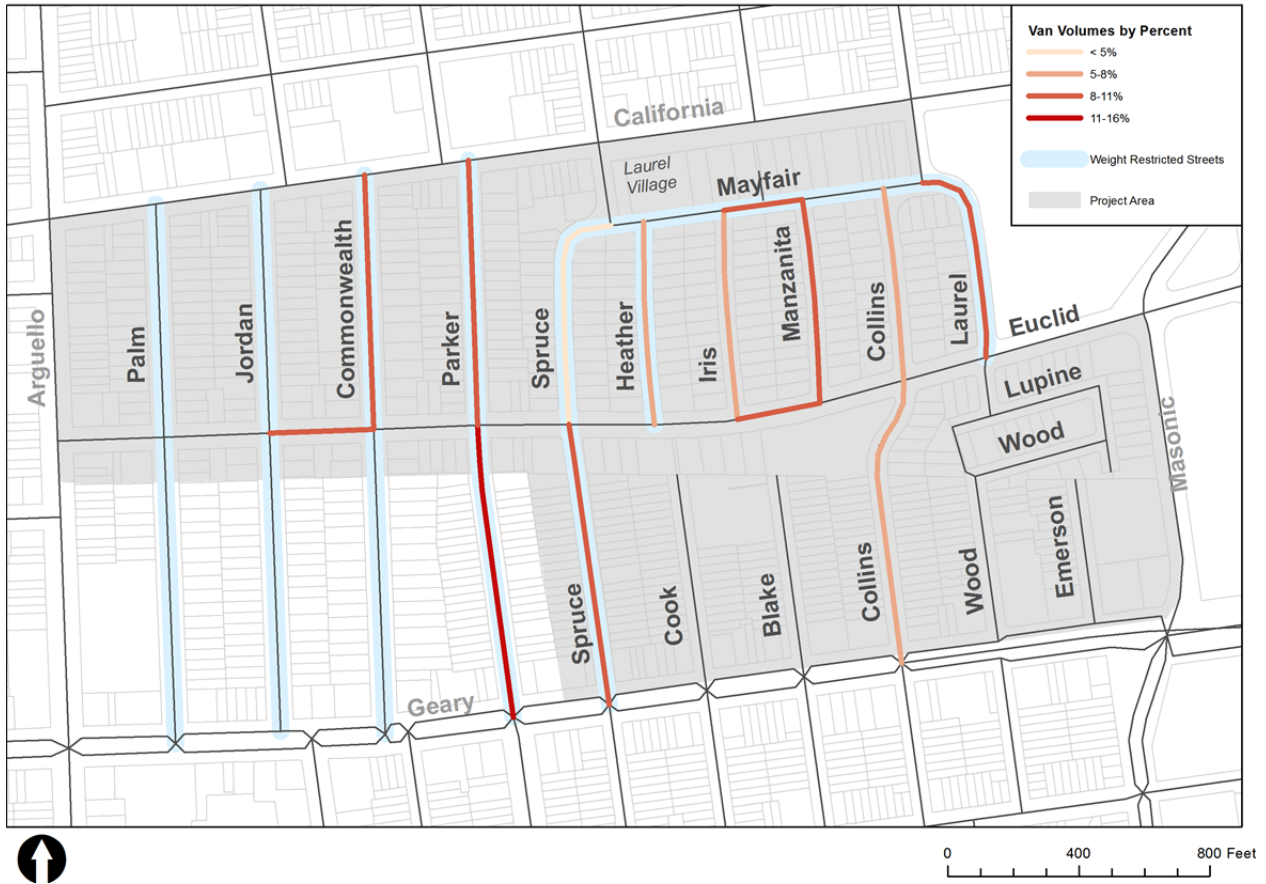 Van Volumes by Percent
< 5%
5-8%
8-11%
11-16%
Weight Restricted Streets
Project Area
California
Laurel
Village
Mayfair
Arguello
Palm
Jordan
Commonwealth
Parker
Spruce
Heather
Iris
Manzanita
Collins
Laurel
Euclid
Lupine
Wood
Masonic
Spruce
Cook
Blake
Collins
Wood
Emerson
Geary
0 400 800 Feet